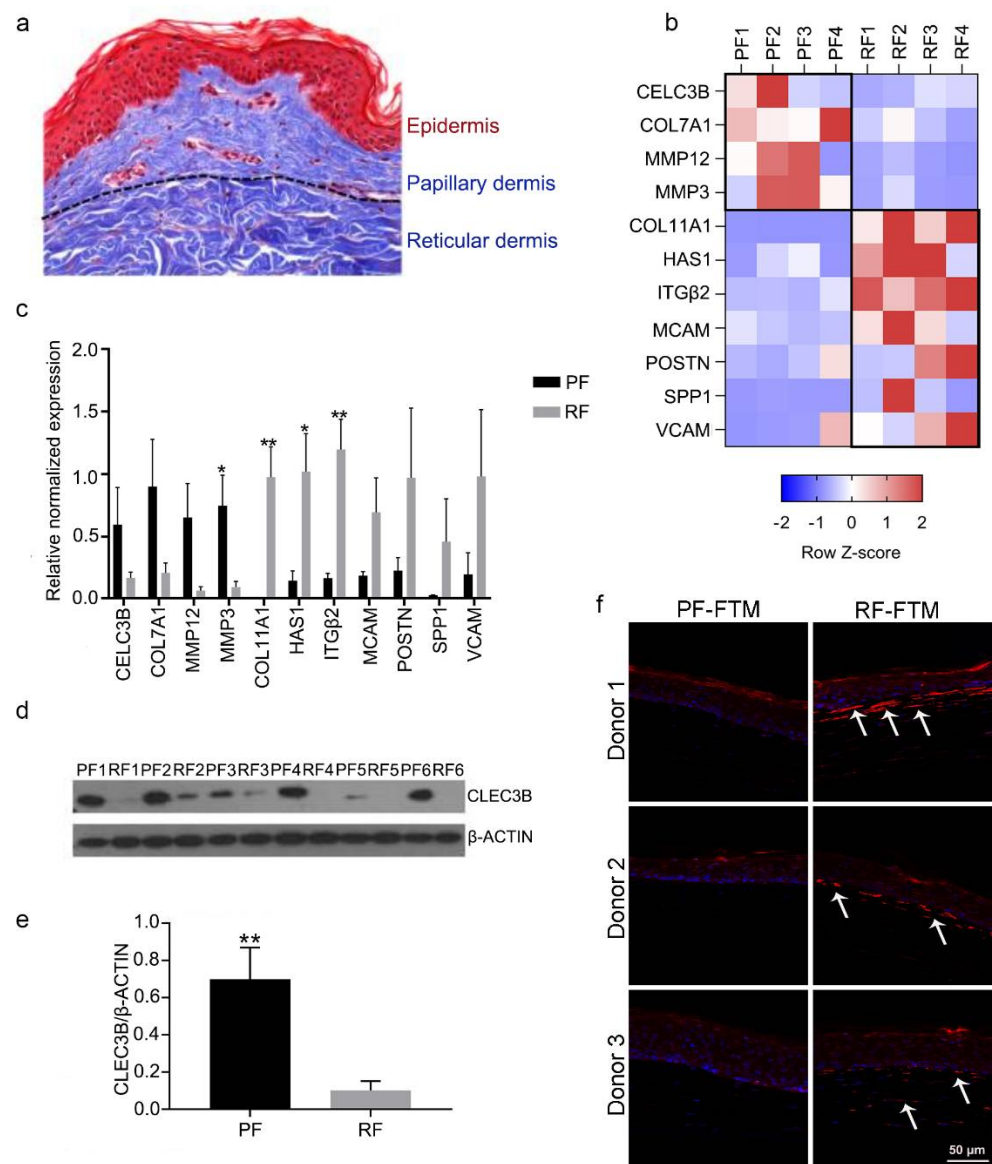 a
Epidermis
Papillary dermis
Reticular dermis
b
PF1 PF2 PF3 PF4 RF1 RF2 RF3 RF4
CELC3B
COL7A1
MMP12
MMP3
COL11A1
HAS1
ITGβ2
MCAM
POSTN
SPP1
VCAM
-2 -1 0 1 2
Row Z-score
c
Relative normalized expression
2.0
1.5
1.0
0.5
0.0
* ** * **
PF
RF
CELC3B COL7A1 MMP12 MMP3 COL11A1 HAS1 ITGβ2 MCAM POSTN SPP1 VCAM
d
PF1 RF1 PF2 RF2 PF3 RF3 PF4 RF4 PF5 RF5 PF6 RF6
CLEC3B
β-ACTIN
e
CLEC3B/β-ACTIN
1.0
0.8
0.6
0.4
0.2
0.0
**
PF RF
f
PF-FTM RF-FTM
Donor 1
Donor 2
Donor 3
50 µm